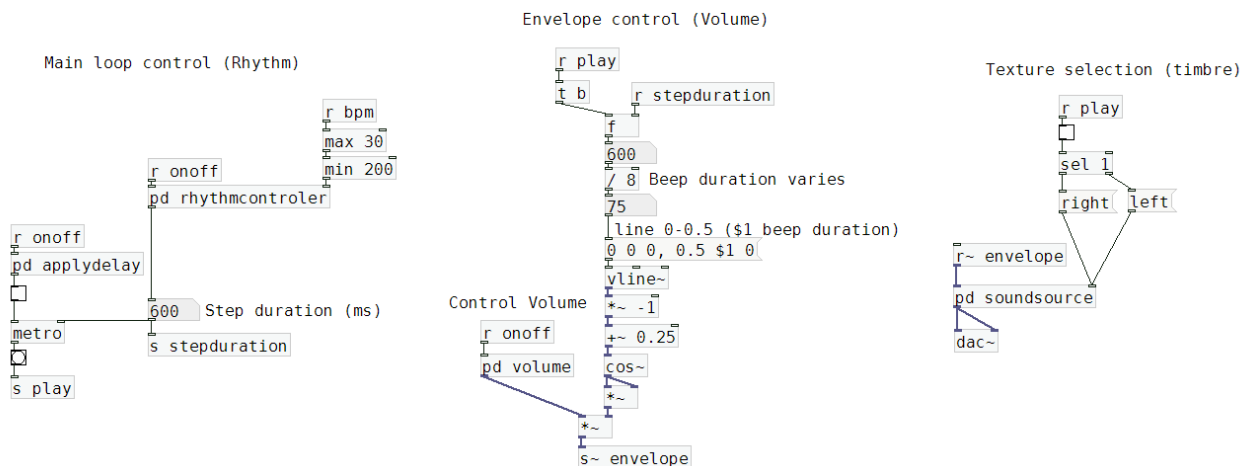 Main loop control (Rhythm)
r bpm
max 30
min 200
r onoff
pd rhythmcontroler
r onoff
pd applydelay
600
Step duration (ms)
metro
s stepduration
s play
Envelope control (Volume)
r play
t b
r stepduration
f
600
/ 8
Beep duration varies
75
line 0-0.5 ($1 beep duration)
0 0 0, 0.5 $1 0
vline~
*~ -1
+~ 0.25
cos~
*~
Control Volume
r onoff
pd volume
*~
s~ envelope
Texture selection (timbre)
r play
sel 1
right
left
r~ envelope
pd soundsource
dac~